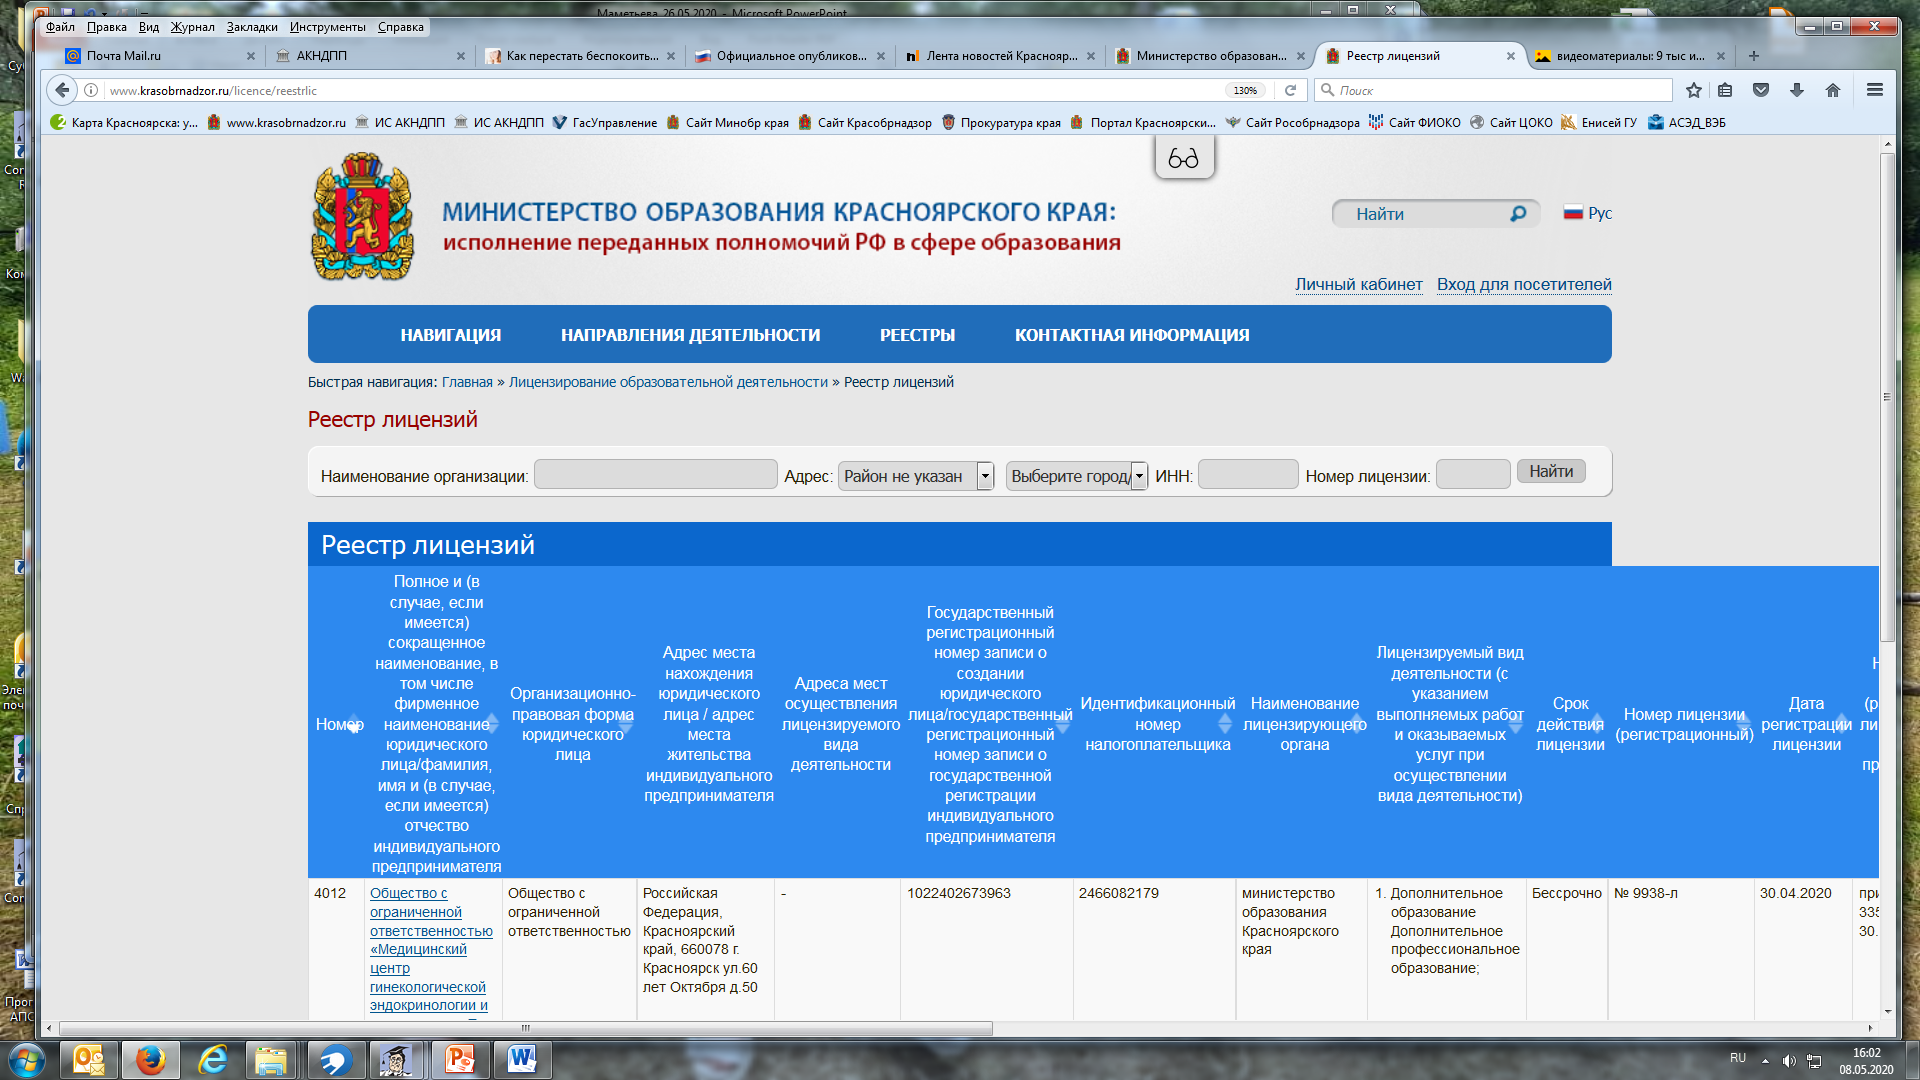 Маметьева 26.05.2020 - Microsoft PowerPoint
Файл Правка Вид Журнал Закладки Инструменты Справка
Почта Mail.ru
АКНДПП
Как перестать беспокоить...
Официальное опубликов...
Лента новостей Краснояр...
Министерство образован...
Реестр лицензий
видеоматериалы: 9 тыс и...
www.krasobrnadzor.ru/licence/reestrlic
130%
Поиск
Карта Красноярска: у...
www.krasobrnadzor.ru
ИС АКНДПП
ИС АКНДПП
ГасУправление
Сайт Минобр края
Сайт Красобрнадзор
Прокуратура края
Портал Красноярски...
Сайт Рособрнадзора
Сайт ФИОКО
Сайт ЦОКО
Енисей ГУ
АСЭД_ВЭБ
МИНИСТЕРСТВО ОБРАЗОВАНИЯ КРАСНОЯРСКОГО КРАЯ:
исполнение переданных полномочий РФ в сфере образования
Найти
Рус
Личный кабинет Вход для посетителей
НАВИГАЦИЯ НАПРАВЛЕНИЯ ДЕЯТЕЛЬНОСТИ РЕЕСТРЫ КОНТАКТНАЯ ИНФОРМАЦИЯ
Быстрая навигация: Главная » Лицензирование образовательной деятельности » Реестр лицензий
Реестр лицензий
Наименование организации: Адрес: Район не указан Выберите город/ ИНН: Номер лицензии: Найти
Реестр лицензий
Номер
Полное и (в
случае, если
имеется)
сокращенное
наименование, в
том числе
фирменное
наименование
юридического
лица/фамилия,
имя и (в случае,
если имеется)
отчество
индивидуального
предпринимателя
Организационно-
правовая форма
юридического
лица
Адрес места
нахождения
юридического
лица / адрес
места
жительства
индивидуального
предпринимателя
Адреса мест
осуществления
лицензируемого
вида
деятельности
Государственный
регистрационный
номер записи о
создании
юридического
лица/государственный
регистрационный
номер записи о
государственной
регистрации
индивидуального
предпринимателя
Идентификационный
номер
налогоплательщика
Наименование
лицензирующего
органа
Лицензируемый вид
деятельности (с
указанием
выполняемых работ
и оказываемых
услуг при
осуществлении
вида деятельности)
Срок
действия
лицензии
Номер лицензии
(регистрационный)
Дата
регистрации
лицензии
4012
Общество с
ограниченной
ответственностью
«Медицинский
центр
гинекологической
эндокринологии и
Общество с
ограниченной
ответственностью
Российская
Федерация,
Красноярский
край, 660078 г.
Красноярск ул.60
лет Октября д.50
-
1022402673963
2466082179
министерство
образования
Красноярского
края
1. Дополнительное
образование
Дополнительное
профессиональное
образование;
Бессрочно
№ 9938-л
30.04.2020
при
335
30.
RU
16:02
08.05.2020